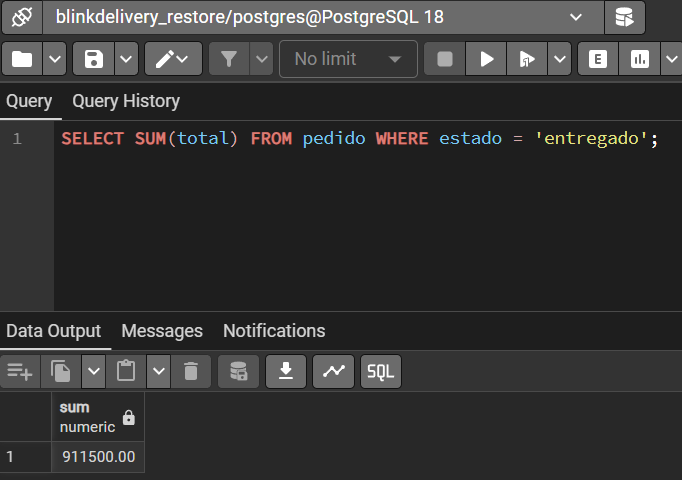 blinkdelivery_restore/postgres@PostgreSQL 18
No limit
E
Query Query History
1 SELECT SUM(total) FROM pedido WHERE estado = 'entregado';
Data Output Messages Notifications
SQL
sum
numeric
1 911500.00